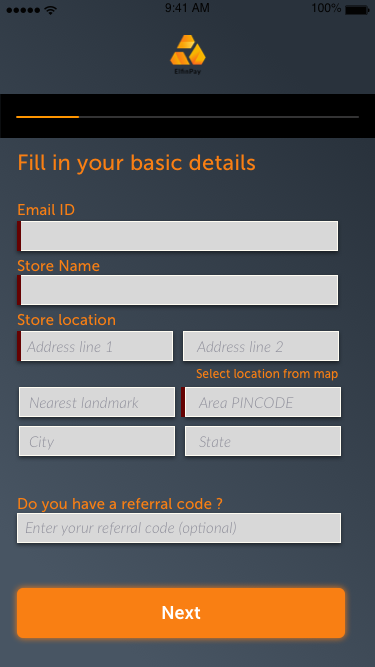 9:41 AM 100%
ElfinPay
Fill in your basic details
Email ID
Store Name
Store location
Address line 1 Address line 2
Select location from map
Nearest landmark Area PINCODE
City State
Do you have a referral code ?
Enter yorur referral code (optional)
Next